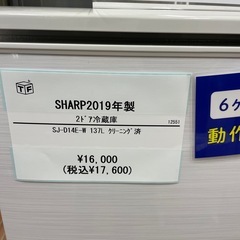 TF
SHARP2019年製
2ﾄﾞｱ冷蔵庫
12551
SJ-D14E-W 137L ｸﾘｰﾆﾝｸﾞ済
¥16,000
(税込¥17,600)
6ヶ
動作